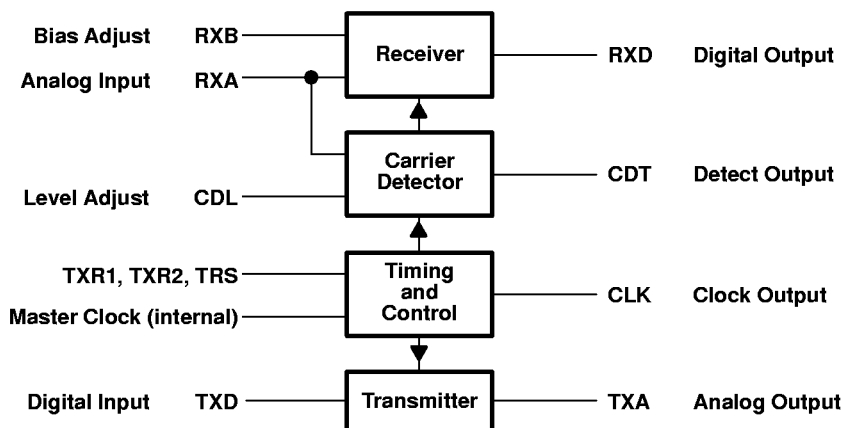 Bias Adjust RXB
Receiver
RXD Digital Output
Analog Input RXA
Carrier
Detector
CDT Detect Output
Level Adjust CDL
TXR1, TXR2, TRS
Timing
and
Control
CLK Clock Output
Master Clock (internal)
Digital Input TXD
Transmitter
TXA Analog Output